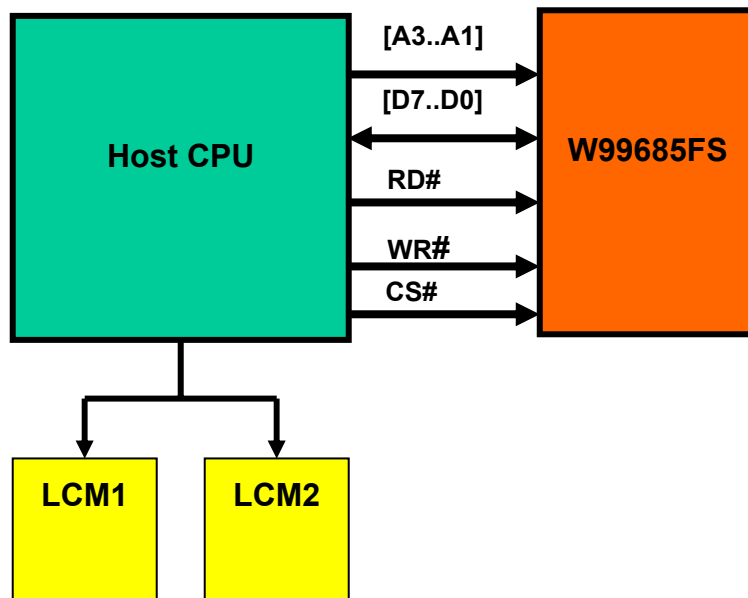 [A3..A1]
[D7..D0]
Host CPU
W99685FS
RD#
WR#
CS#
LCM1
LCM2